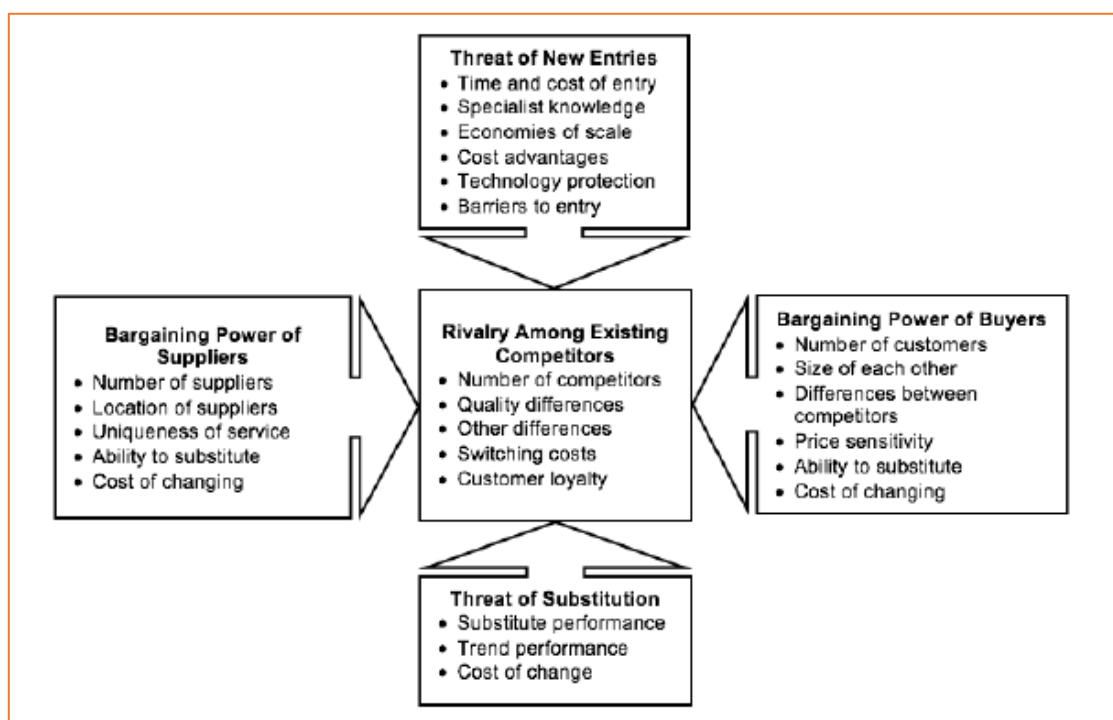 Threat of New Entries
• Time and cost of entry
• Specialist knowledge
• Economies of scale
• Cost advantages
• Technology protection
• Barriers to entry
Bargaining Power of
Suppliers
• Number of suppliers
• Location of suppliers
• Uniqueness of service
• Ability to substitute
• Cost of changing
Rivalry Among Existing
Competitors
• Number of competitors
• Quality differences
• Other differences
• Switching costs
• Customer loyalty
Bargaining Power of Buyers
• Number of customers
• Size of each other
• Differences between
competitors
• Price sensitivity
• Ability to substitute
• Cost of changing
Threat of Substitution
• Substitute performance
• Trend performance
• Cost of change